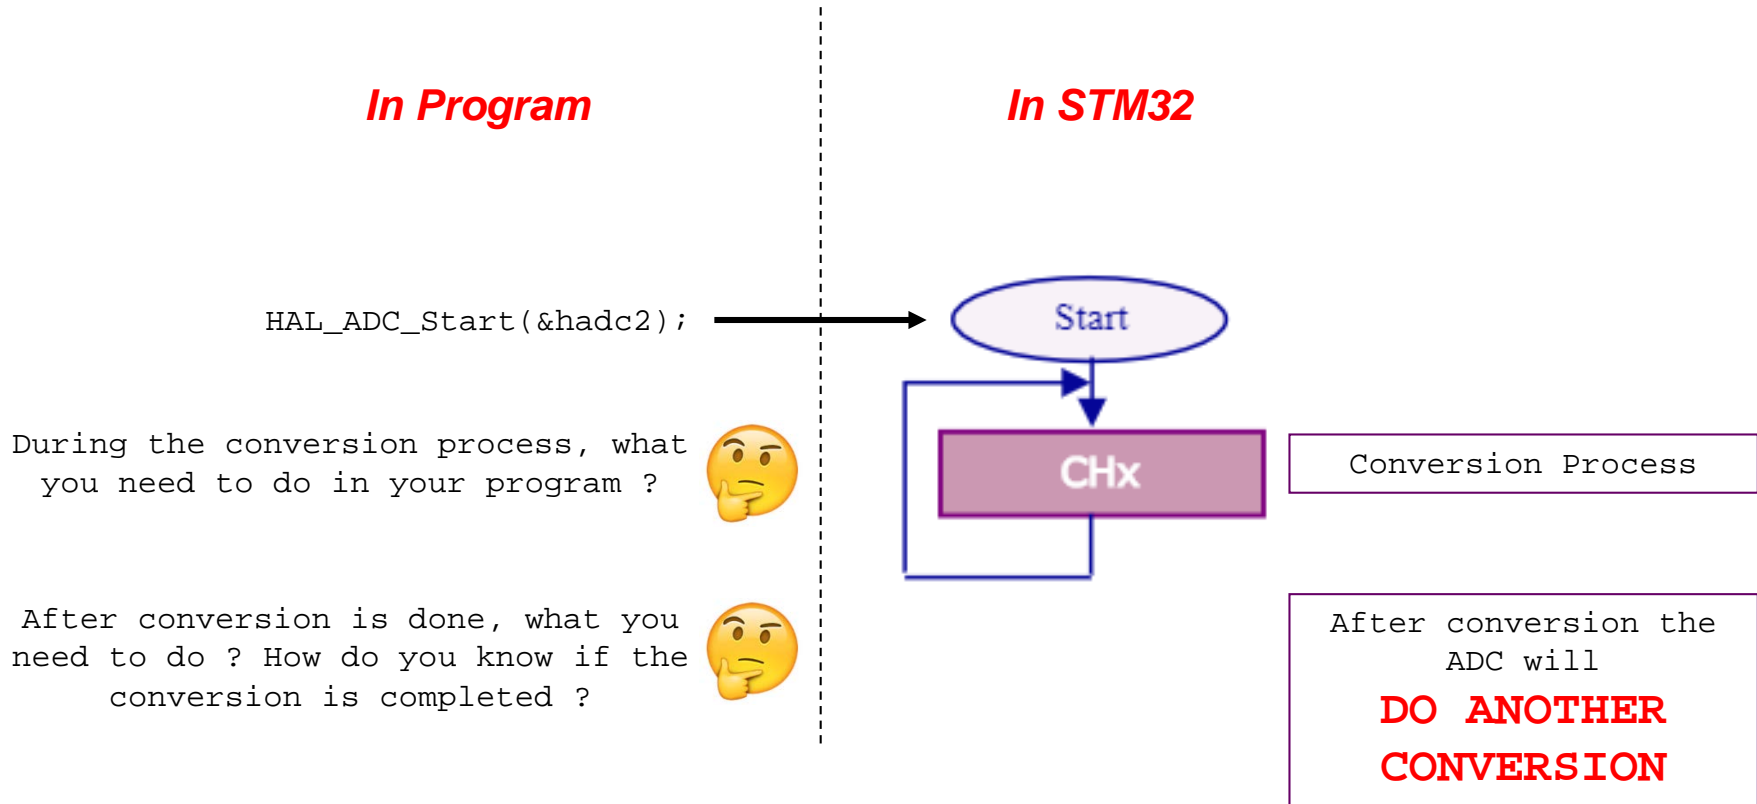 In Program
In STM32
HAL_ADC_Start(&hadc2);
Start
During the conversion process, what
you need to do in your program ?
CHx
Conversion Process
After conversion is done, what you
need to do ? How do you know if the
conversion is completed ?
After conversion the
ADC will
DO ANOTHER
CONVERSION